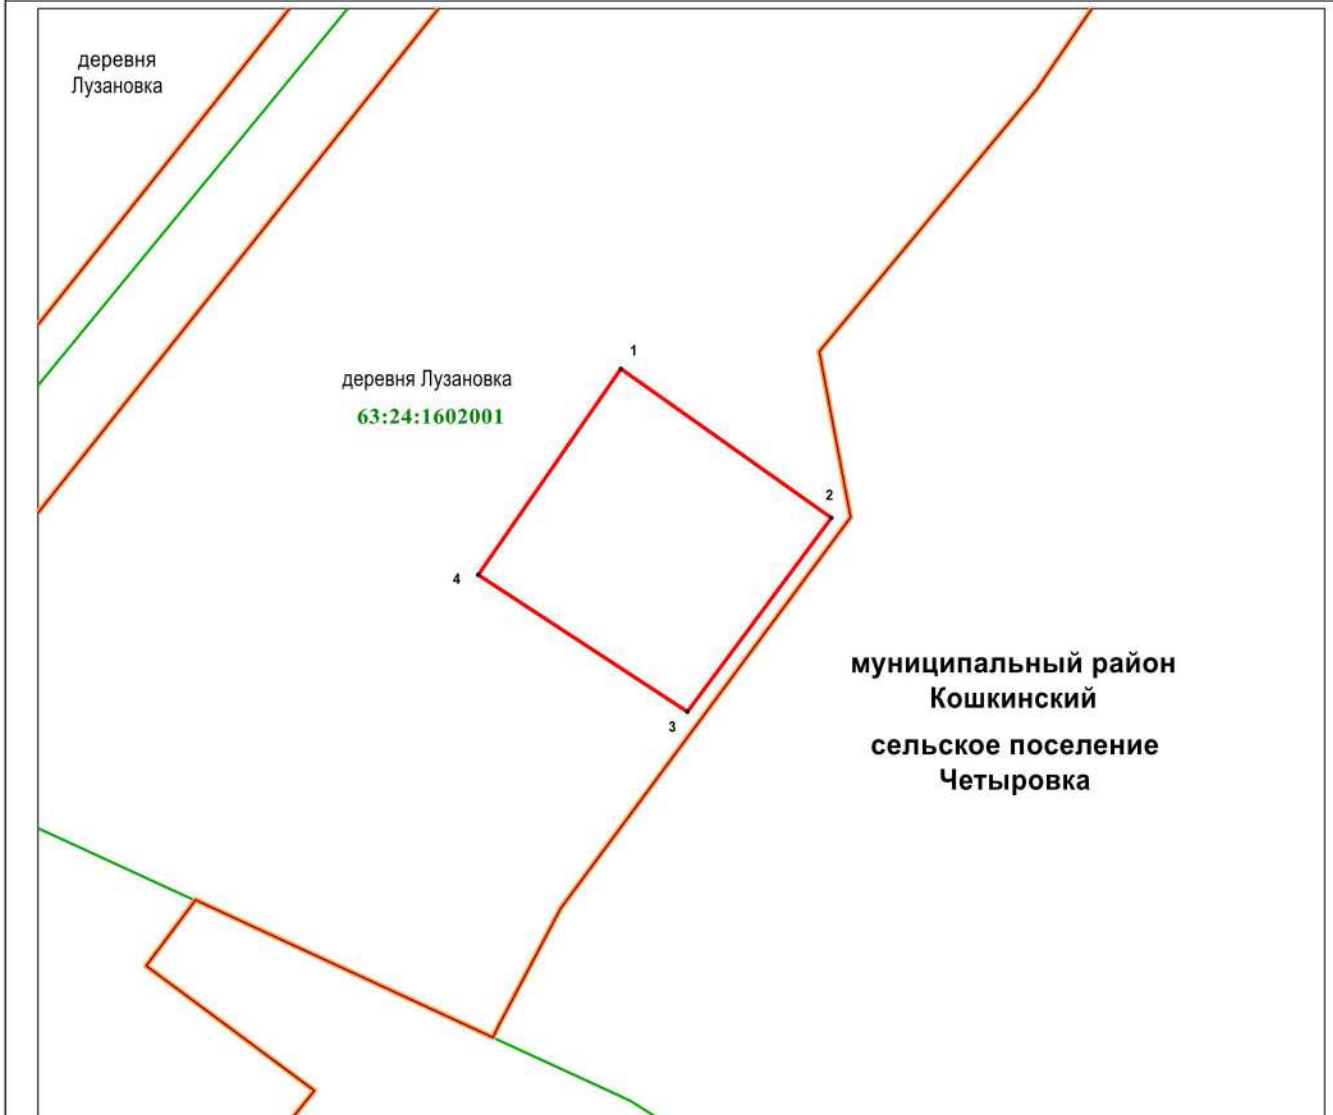 деревня
Лузановка
1
деревня Лузановка
63:24:1602001
2
4
муниципальный район
Кошкинский
3
сельское поселение
Четыровка